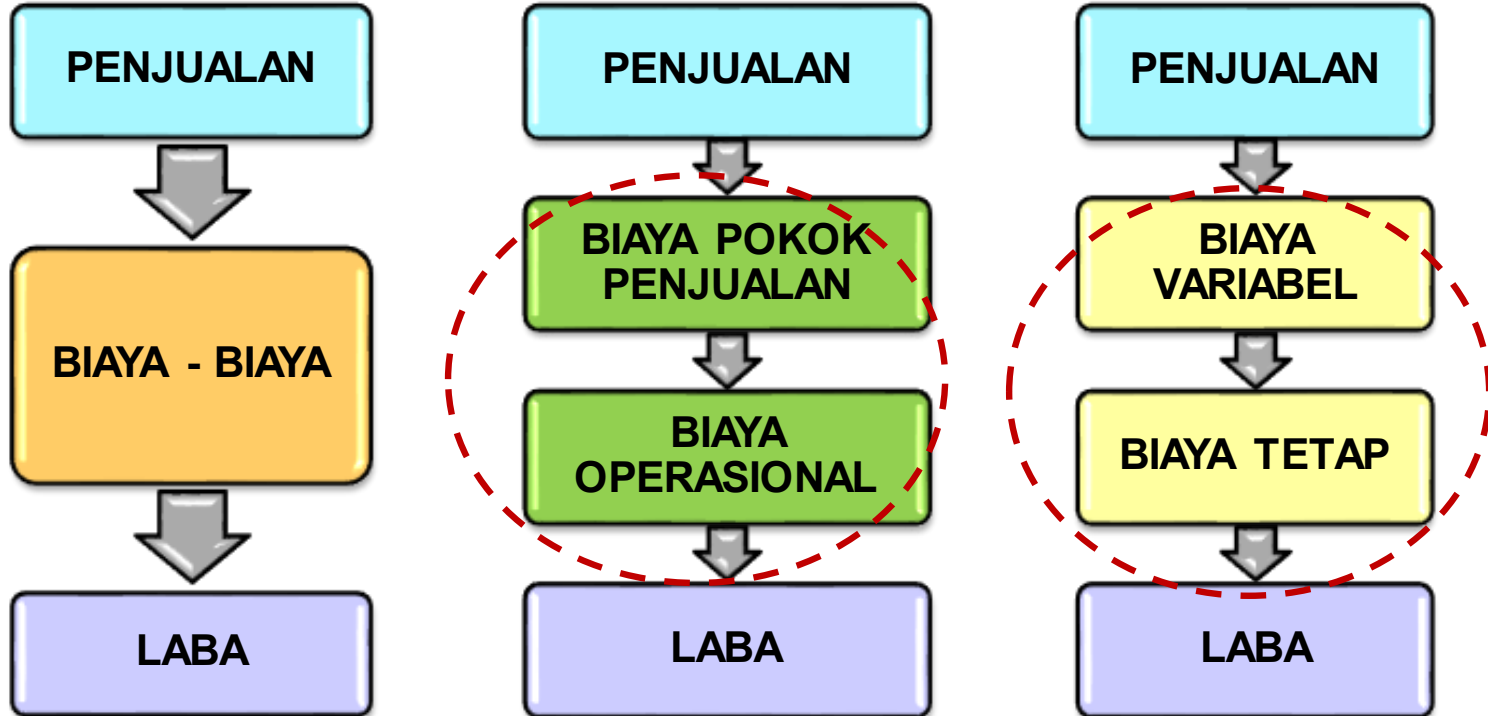 PENJUALAN
BIAYA - BIAYA
LABA
PENJUALAN
BIAYA POKOK
PENJUALAN
BIAYA
OPERASIONAL
LABA
PENJUALAN
BIAYA
VARIABEL
BIAYA TETAP
LABA